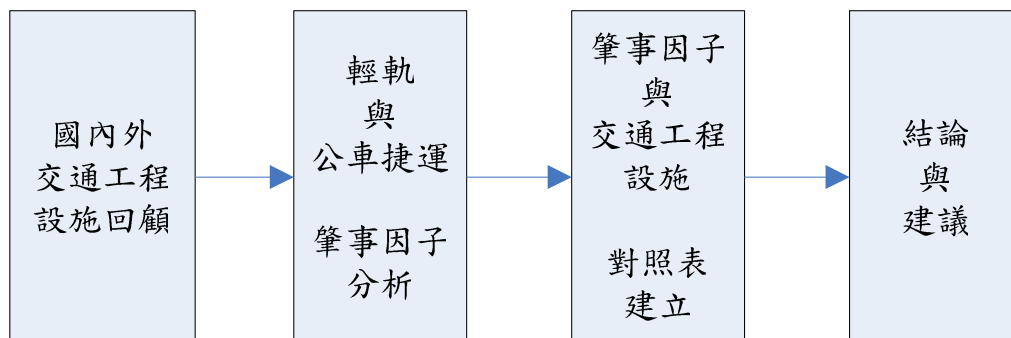 國內外
交通工程
設施回顧
輕軌
與
公車捷運
肇事因子
分析
肇事因子
與
交通工程
設施
對照表
建立
結論
與
建議